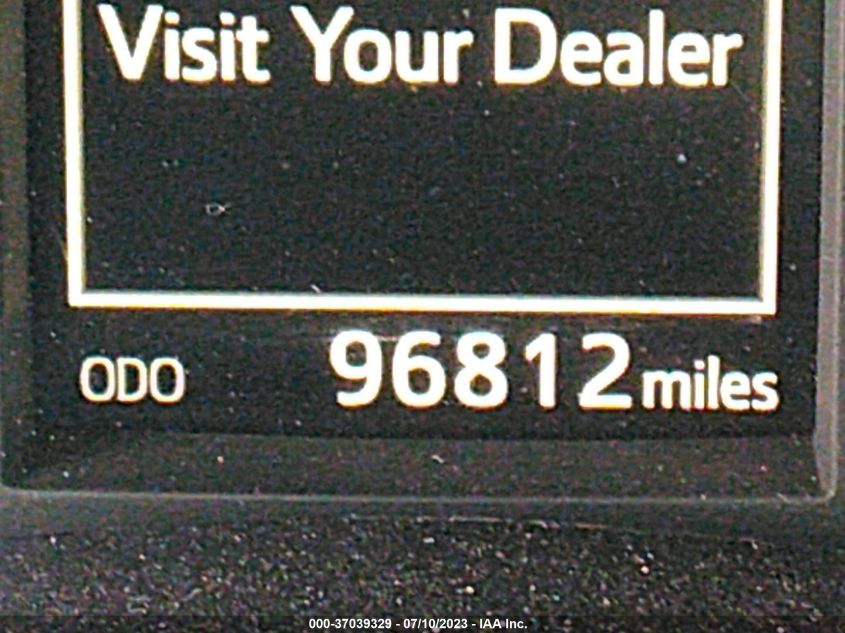 Visit Your Dealer
ODO 96812 miles
000-37039329 - 07/10/2023 - IAA Inc.